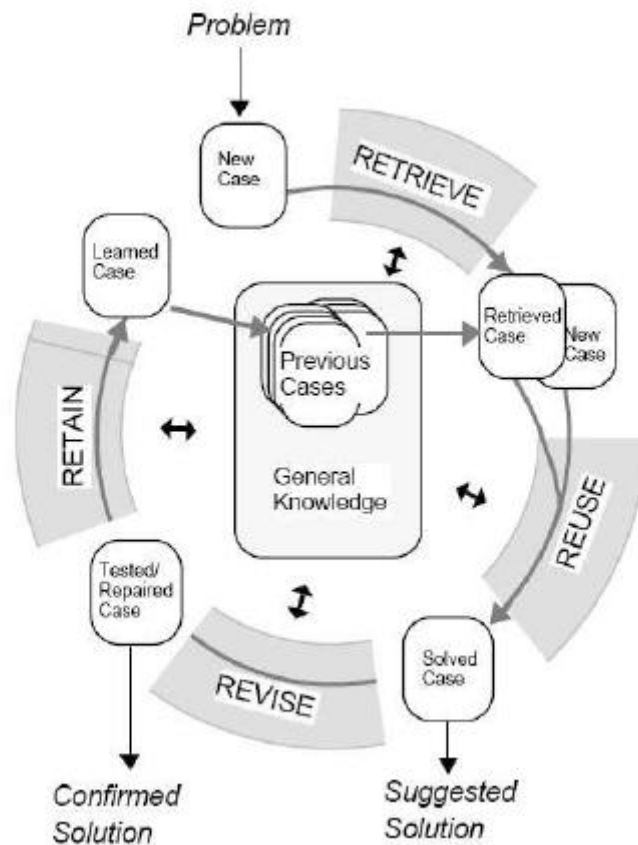 Problem
New
Case
RETRIEVE
Learned
Case
Retrieved
Case
New
Case
Previous
Cases
General
Knowledge
RETAIN
REUSE
Tested/
Repaired
Case
REVISE
Solved
Case
Confirmed
Solution
Suggested
Solution